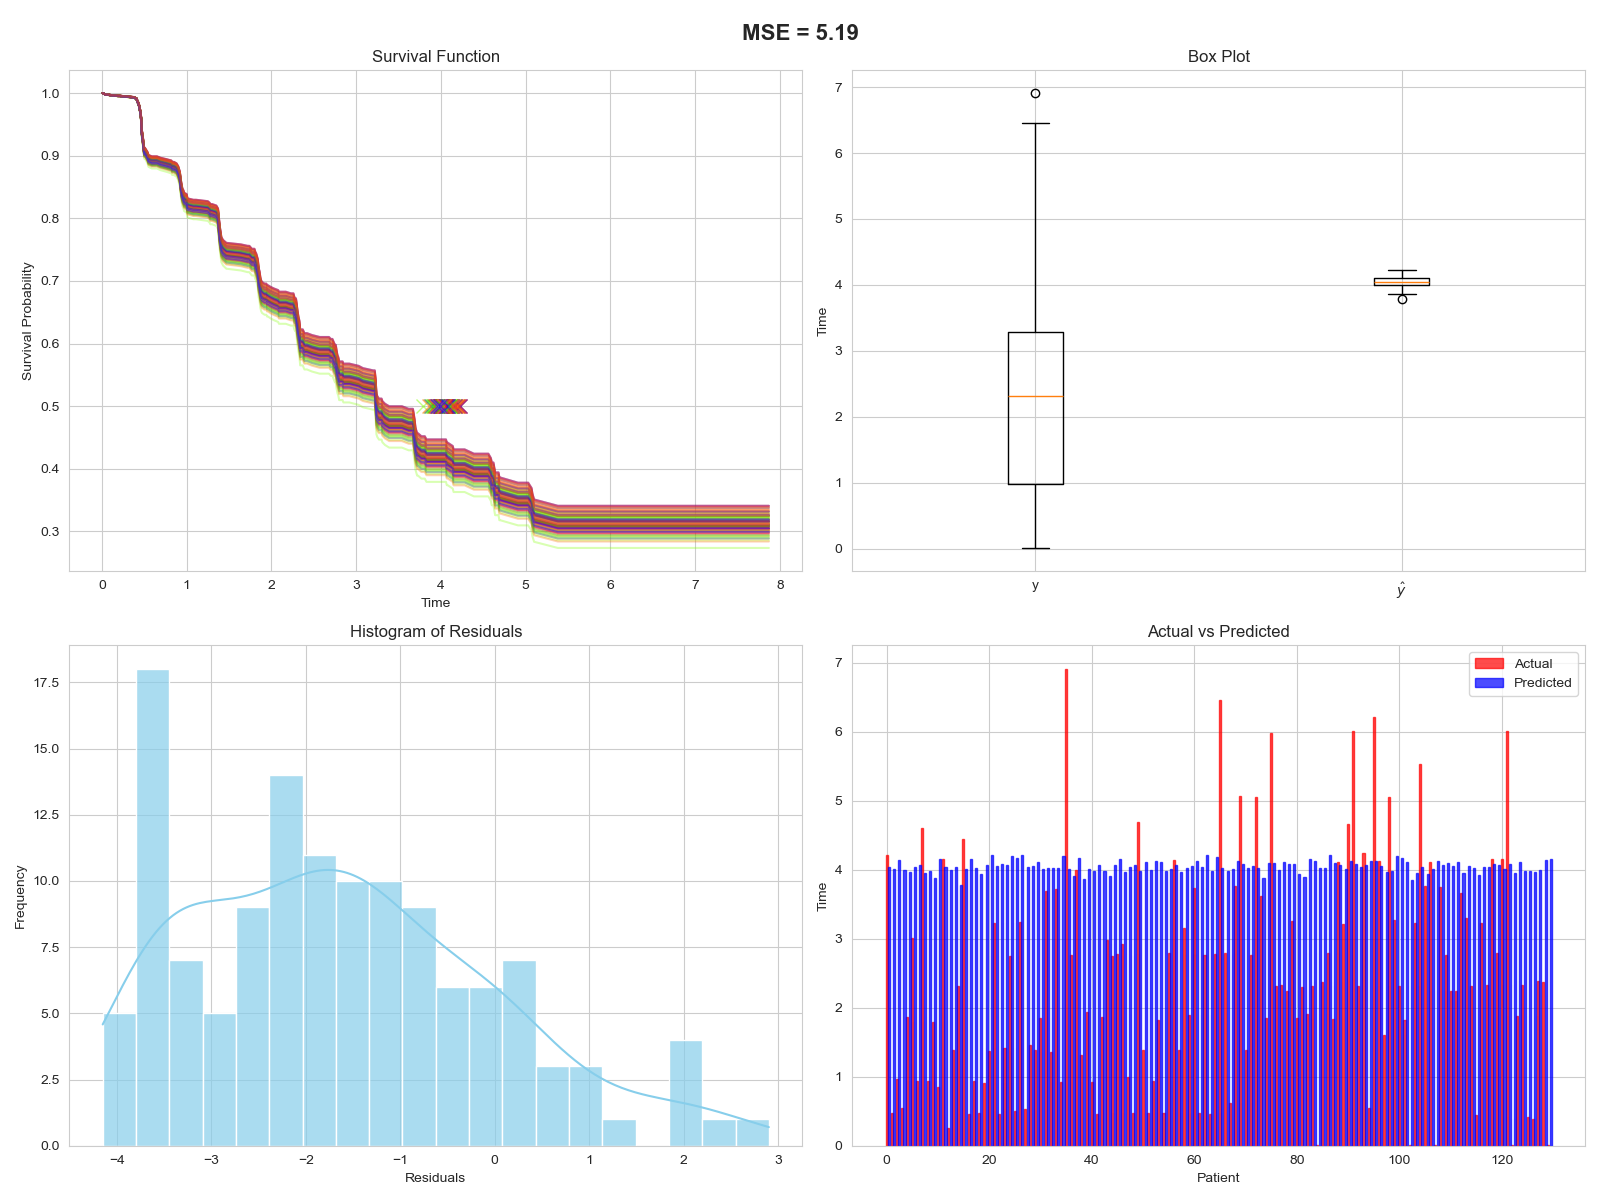 MSE = 5.19
Survival Function
1.0
0.9
0.8
0.7
0.6
0.5
0.4
0.3
Survival Probability
0 1 2 3 4 5 6 7 8
Time
Box Plot
7
6
5
4
3
2
1
0
Time
y ŷ
Histogram of Residuals
17.5
15.0
12.5
10.0
7.5
5.0
2.5
0.0
Frequency
−4 −3 −2 −1 0 1 2 3
Residuals
Actual vs Predicted
Actual
Predicted
7
6
5
4
3
2
1
0
Time
0 20 40 60 80 100 120
Patient